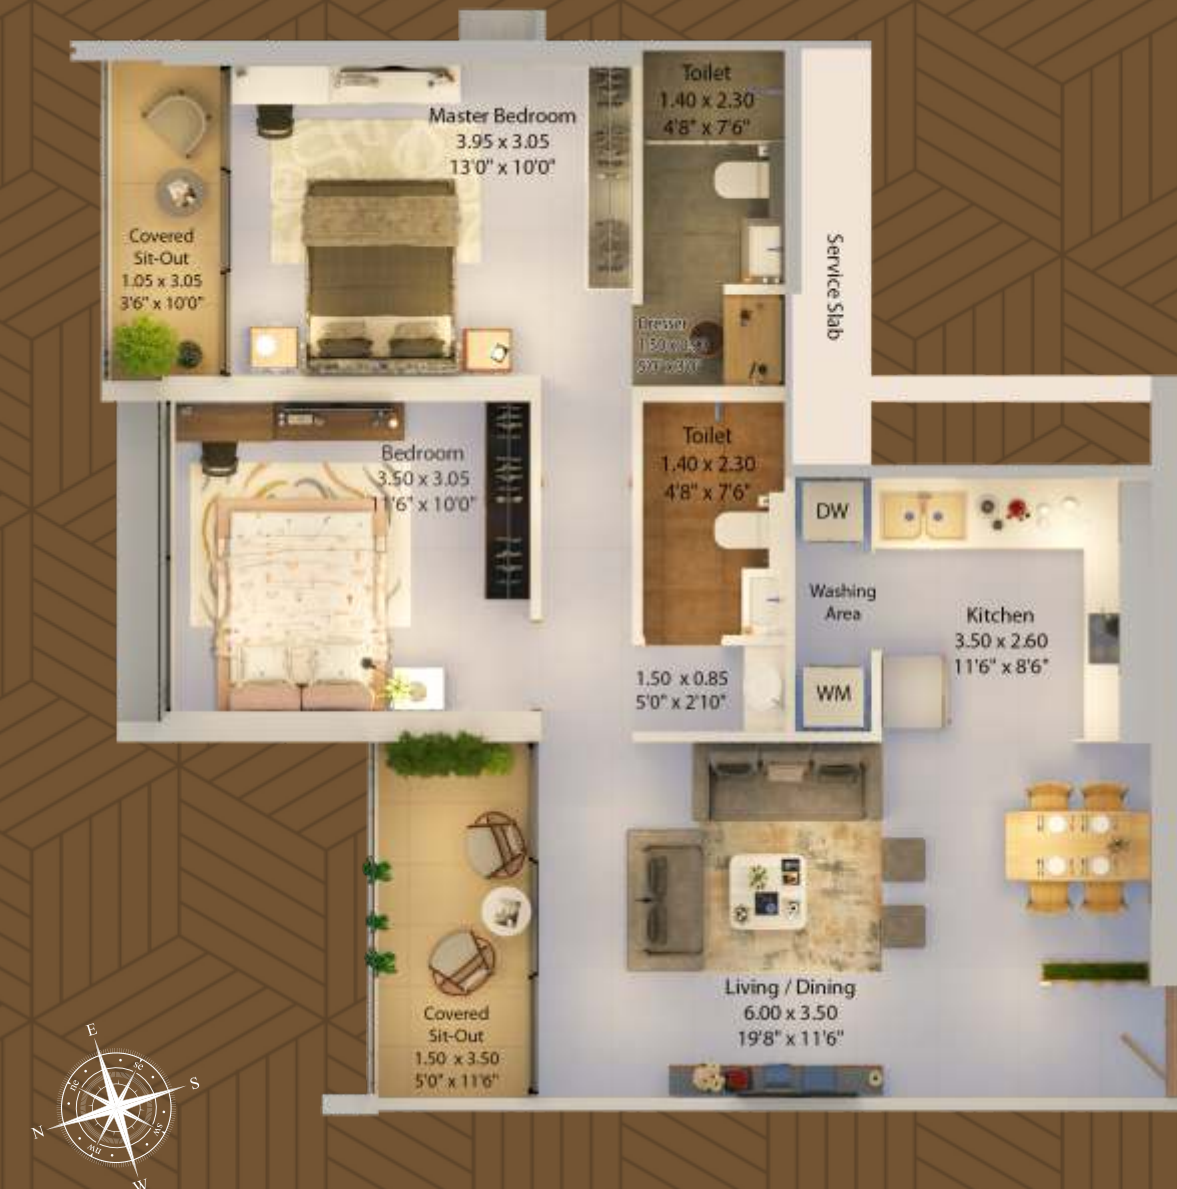 Toilet
1.40 x 2.30
4'8" x 7'6"
Master Bedroom
3.95 x 3.05
13'0" x 10'0"
Covered
Sit-Out
1.05 x 3.05
3'6" x 10'0"
Service Slab
Dresser
Toilet
1.40 x 2.30
4'8" x 7'6"
Bedroom
3.50 x 3.05
11'6" x 10'0"
DW
Washing
Area
Kitchen
3.50 x 2.60
11'6" x 8'6"
1.50 x 0.85
5'0" x 2'10"
WM
Living / Dining
6.00 x 3.50
19'8" x 11'6"
Covered
Sit-Out
1.50 x 3.50
5'0" x 11'6"
E
se
S
ne
sw
N
nw
W